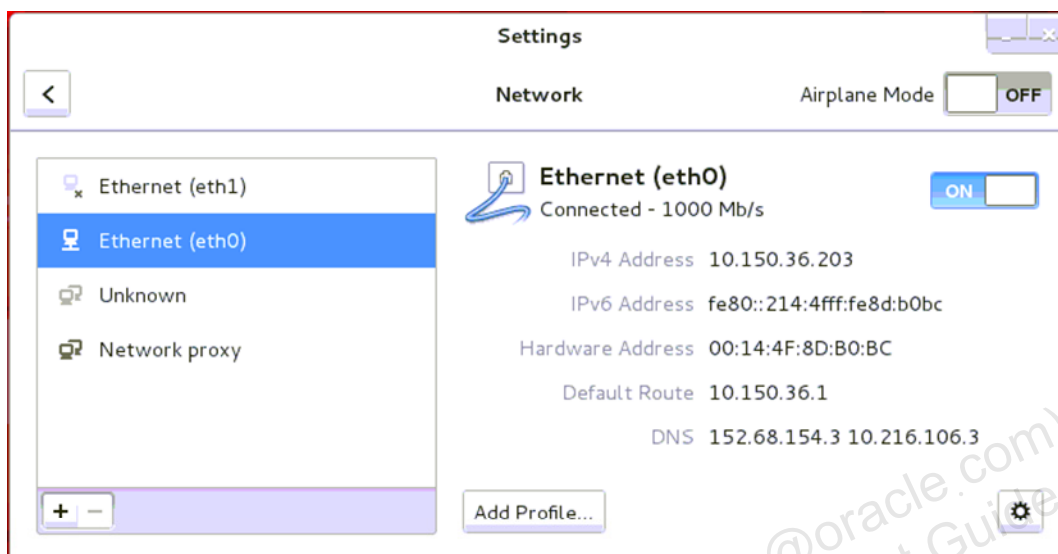 Settings
Network
Airplane Mode OFF
Ethernet (eth1)
Ethernet (eth0)
Unknown
Network proxy
Ethernet (eth0)
Connected - 1000 Mb/s
ON
IPv4 Address 10.150.36.203
IPv6 Address fe80::214:4fff:fe8d:b0bc
Hardware Address 00:14:4F:8D:B0:BC
Default Route 10.150.36.1
DNS 152.68.154.3 10.216.106.3
Add Profile...
@oracle.com)
Guide